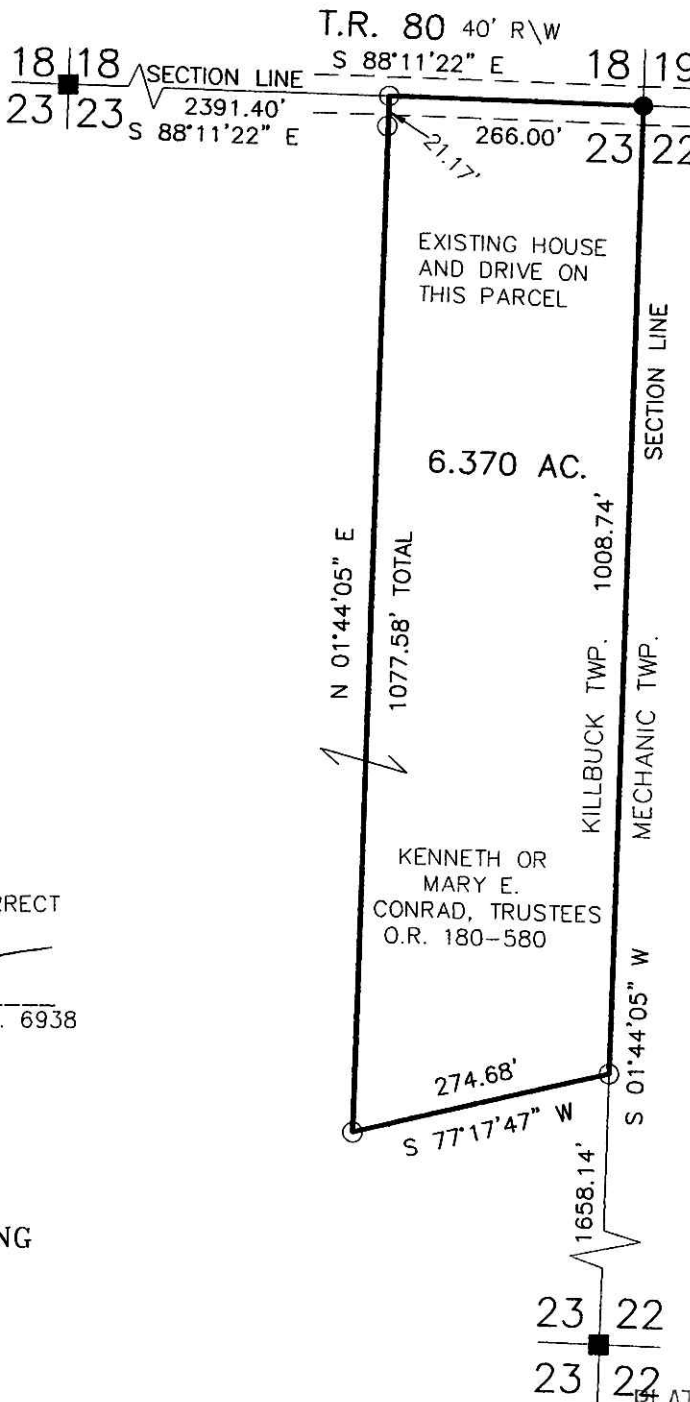 T.R. 80 40' R\W
S 88°11'22" E
18 18
23 23
SECTION LINE
2391.40'
S 88°11'22" E
18 19
23 22
266.00'
21.17'
EXISTING HOUSE
AND DRIVE ON
THIS PARCEL
SECTION LINE
6.370 AC.
1008.74'
N 01°44'05" E
1077.58' TOTAL
KILLBUCK TWP.
MECHANIC TWP.
KENNETH OR
MARY E.
CONRAD, TRUSTEES
O.R. 180-580
RRECT
. 6938
S 01°44'05" W
274.68'
S 77°17'47" W
1658.14'
NG
23 22
23 22